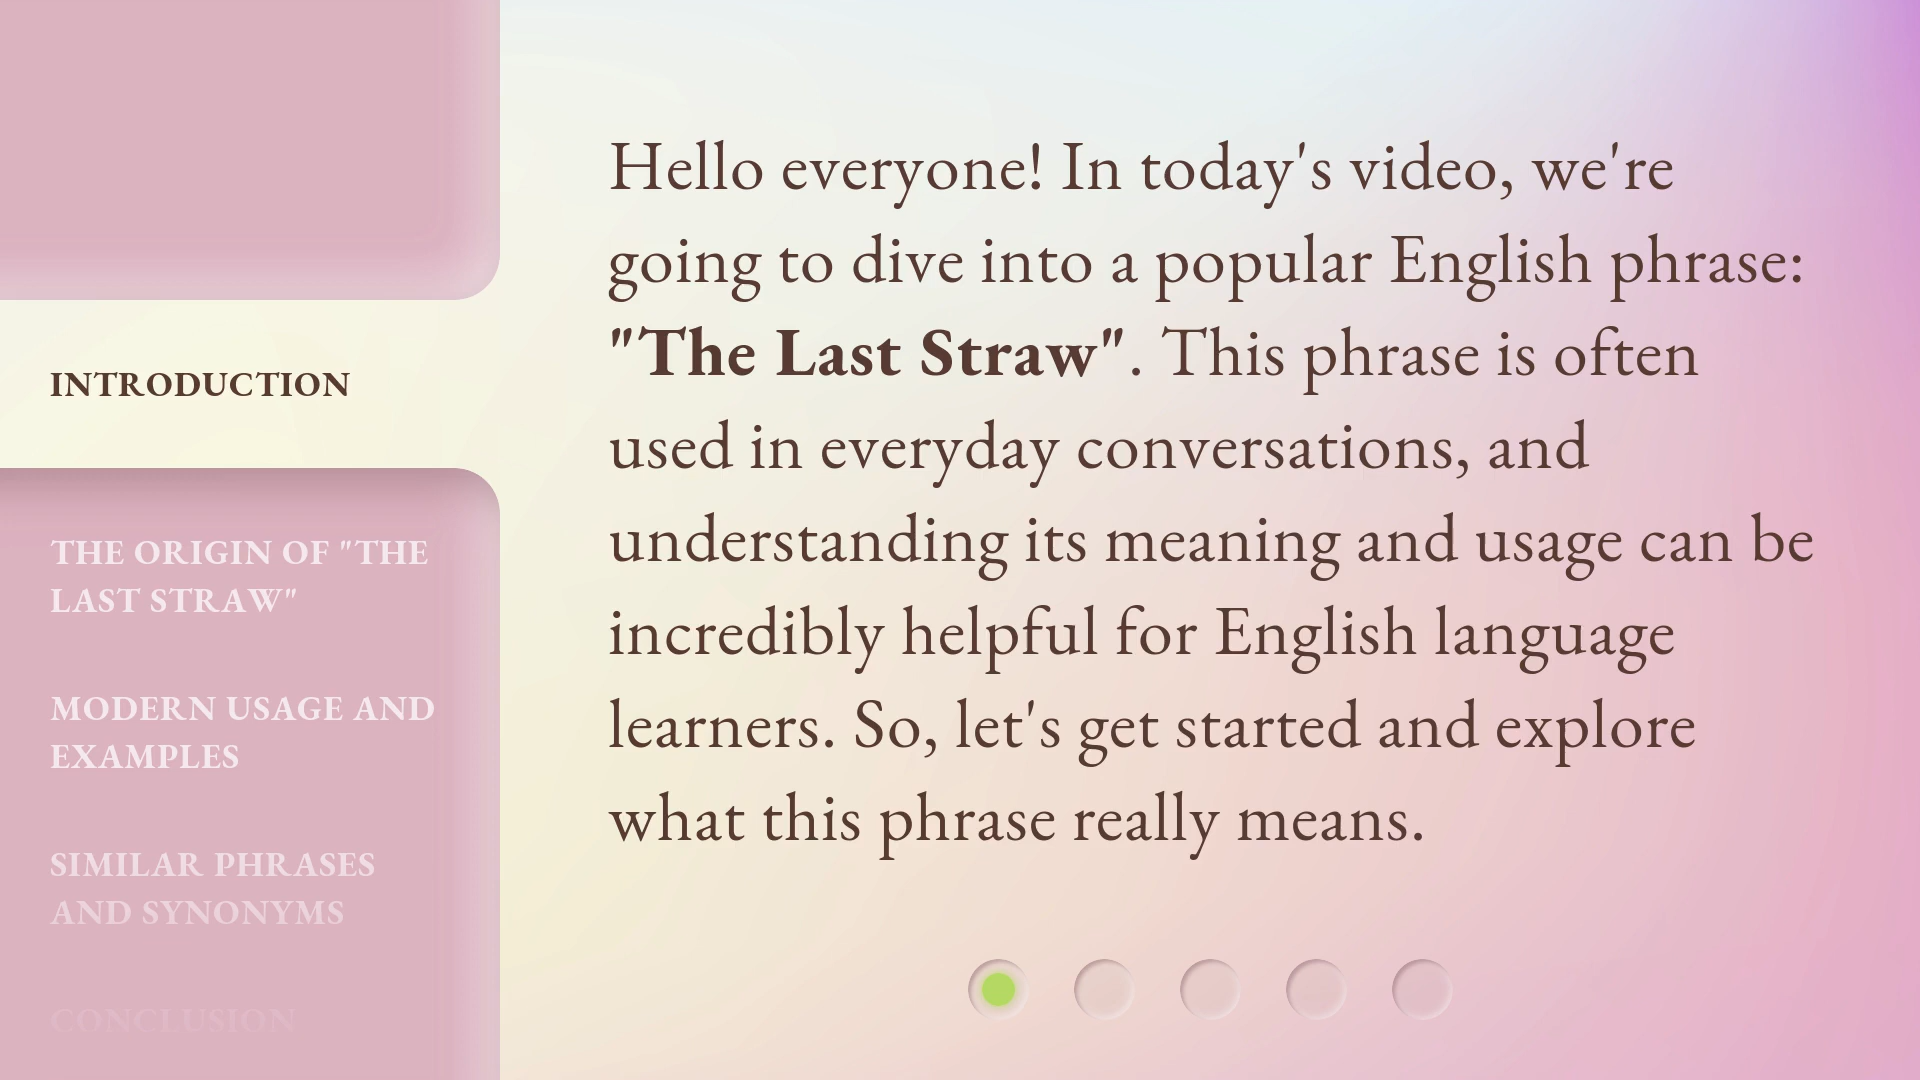 INTRODUCTION
THE ORIGIN OF "THE
LAST STRAW"
MODERN USAGE AND
EXAMPLES
SIMILAR PHRASES
AND SYNONYMS
CONCLUSION
Hello everyone! In today's video, we're
going to dive into a popular English phrase:
"The Last Straw". This phrase is often
used in everyday conversations, and
understanding its meaning and usage can be
incredibly helpful for English language
learners. So, let's get started and explore
what this phrase really means.